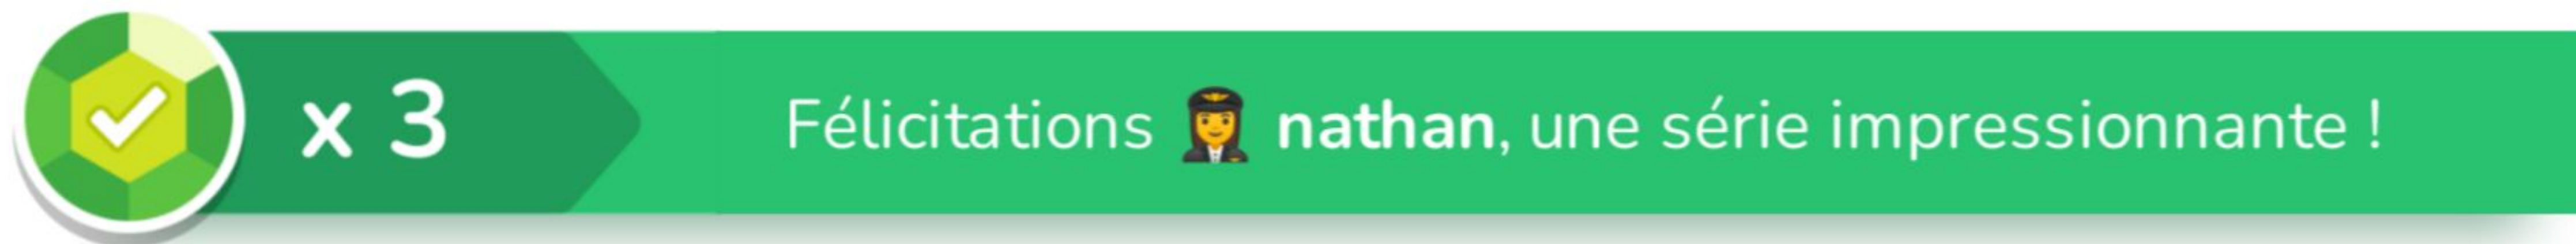 x 3
Félicitations 👩‍✈️ nathan, une série impressionnante !